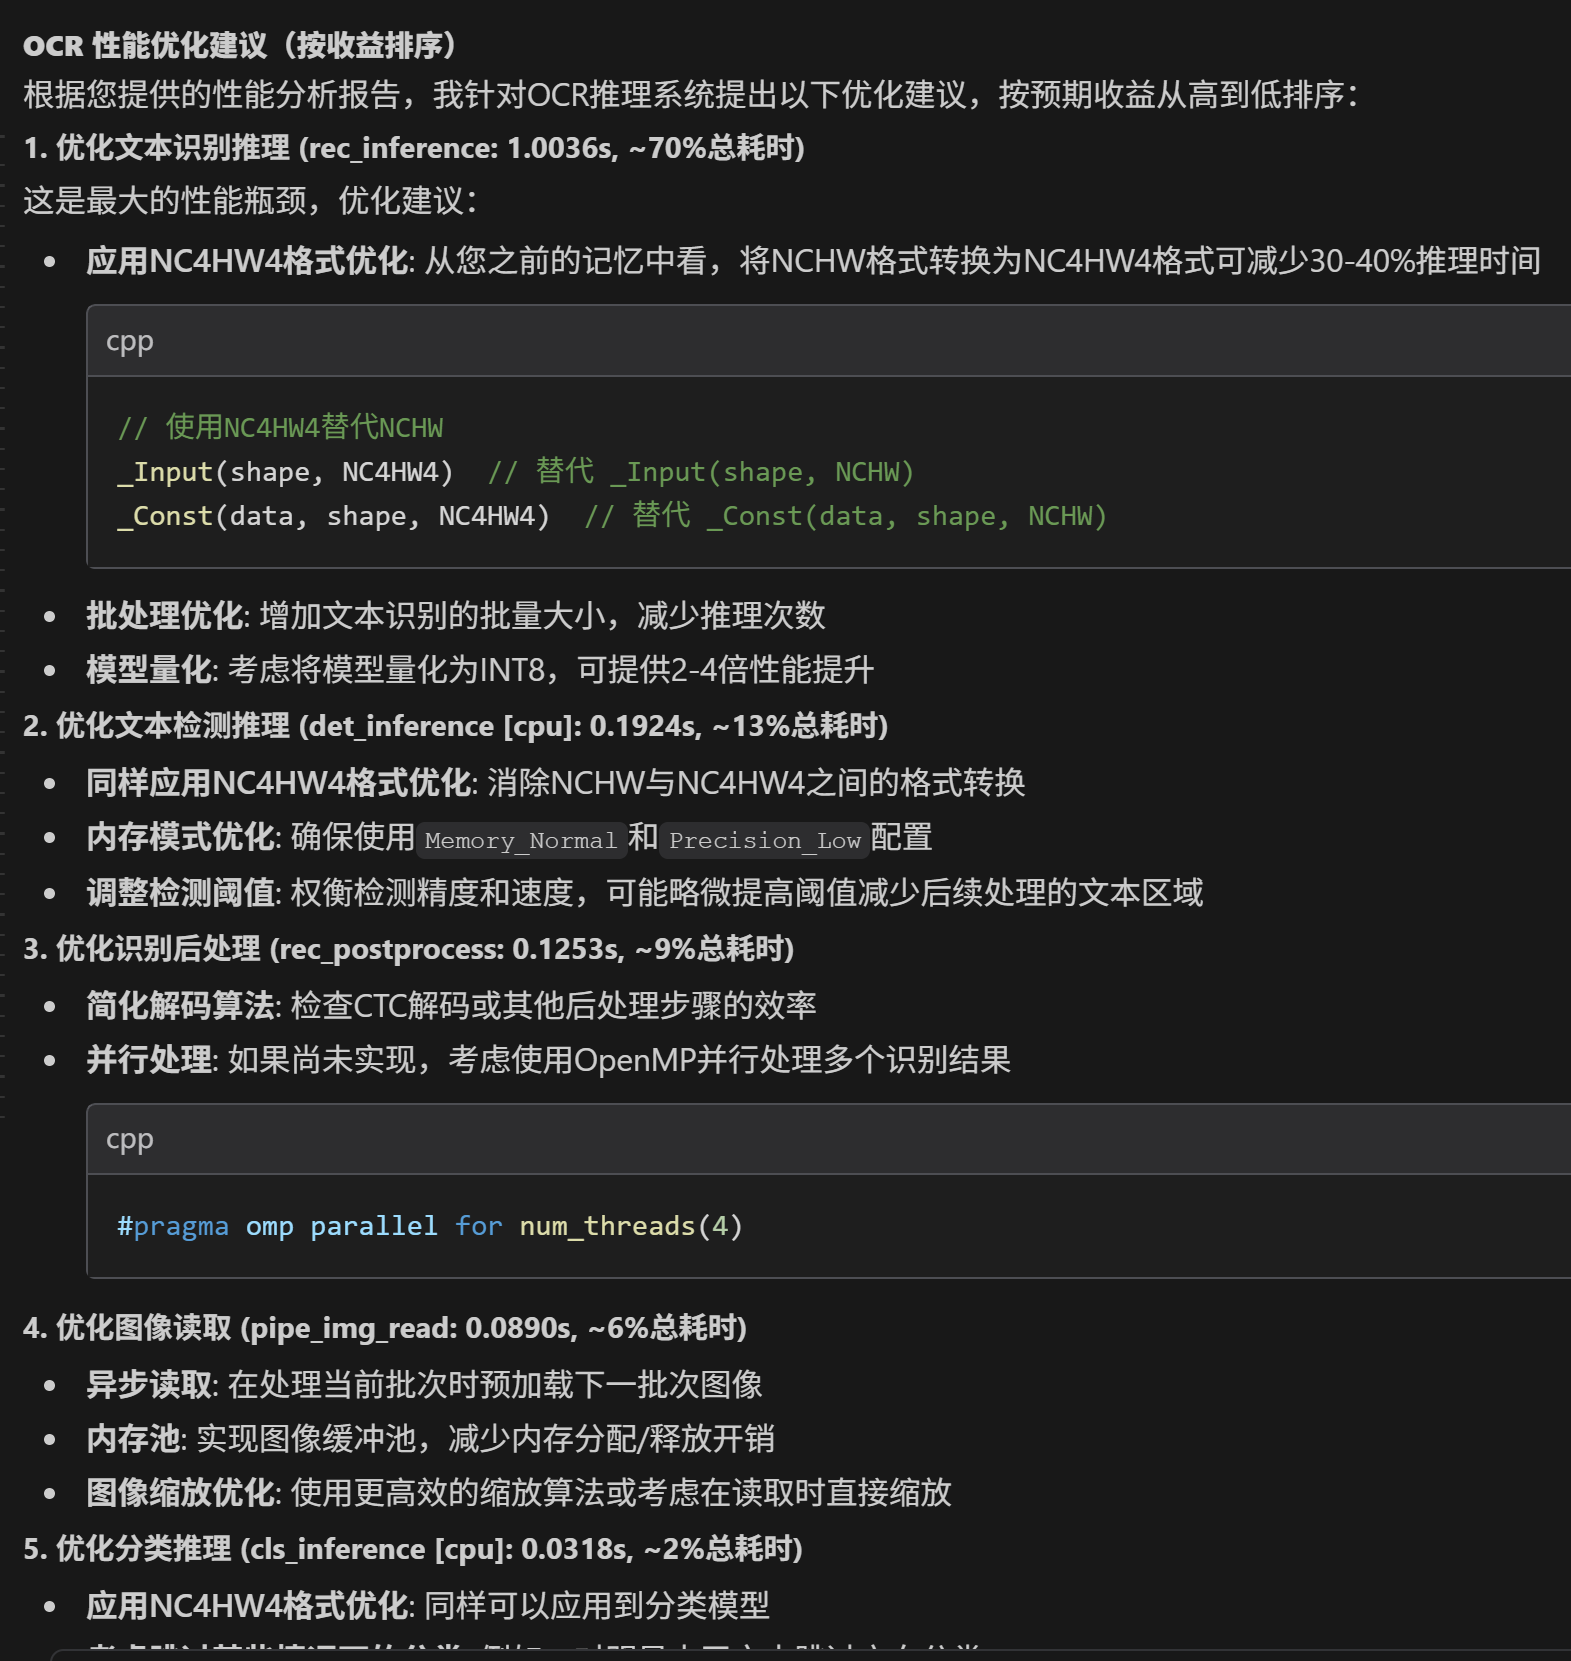 OCR 性能优化建议（按收益排序）
根据您提供的性能分析报告，我针对OCR推理系统提出以下优化建议，按预期收益从高到低排序：
1. 优化文本识别推理 (rec_inference: 1.0036s, ~70%总耗时)
这是最大的性能瓶颈，优化建议：
• 应用NC4HW4格式优化: 从您之前的记忆中看，将NCHW格式转换为NC4HW4格式可减少30-40%推理时间
cpp
// 使用NC4HW4替代NCHW
_Input(shape, NC4HW4)  // 替代 _Input(shape, NCHW)
_Const(data, shape, NC4HW4)  // 替代 _Const(data, shape, NCHW)
• 批处理优化: 增加文本识别的批量大小，减少推理次数
• 模型量化: 考虑将模型量化为INT8，可提供2-4倍性能提升
2. 优化文本检测推理 (det_inference [cpu]: 0.1924s, ~13%总耗时)
• 同样应用NC4HW4格式优化: 消除NCHW与NC4HW4之间的格式转换
• 内存模式优化: 确保使用Memory_Normal和Precision_Low配置
• 调整检测阈值: 权衡检测精度和速度，可能略微提高阈值减少后续处理的文本区域
3. 优化识别后处理 (rec_postprocess: 0.1253s, ~9%总耗时)
• 简化解码算法: 检查CTC解码或其他后处理步骤的效率
• 并行处理: 如果尚未实现，考虑使用OpenMP并行处理多个识别结果
cpp
#pragma omp parallel for num_threads(4)
4. 优化图像读取 (pipe_img_read: 0.0890s, ~6%总耗时)
• 异步读取: 在处理当前批次时预加载下一批次图像
• 内存池: 实现图像缓冲池，减少内存分配/释放开销
• 图像缩放优化: 使用更高效的缩放算法或考虑在读取时直接缩放
5. 优化分类推理 (cls_inference [cpu]: 0.0318s, ~2%总耗时)
• 应用NC4HW4格式优化: 同样可以应用到分类模型